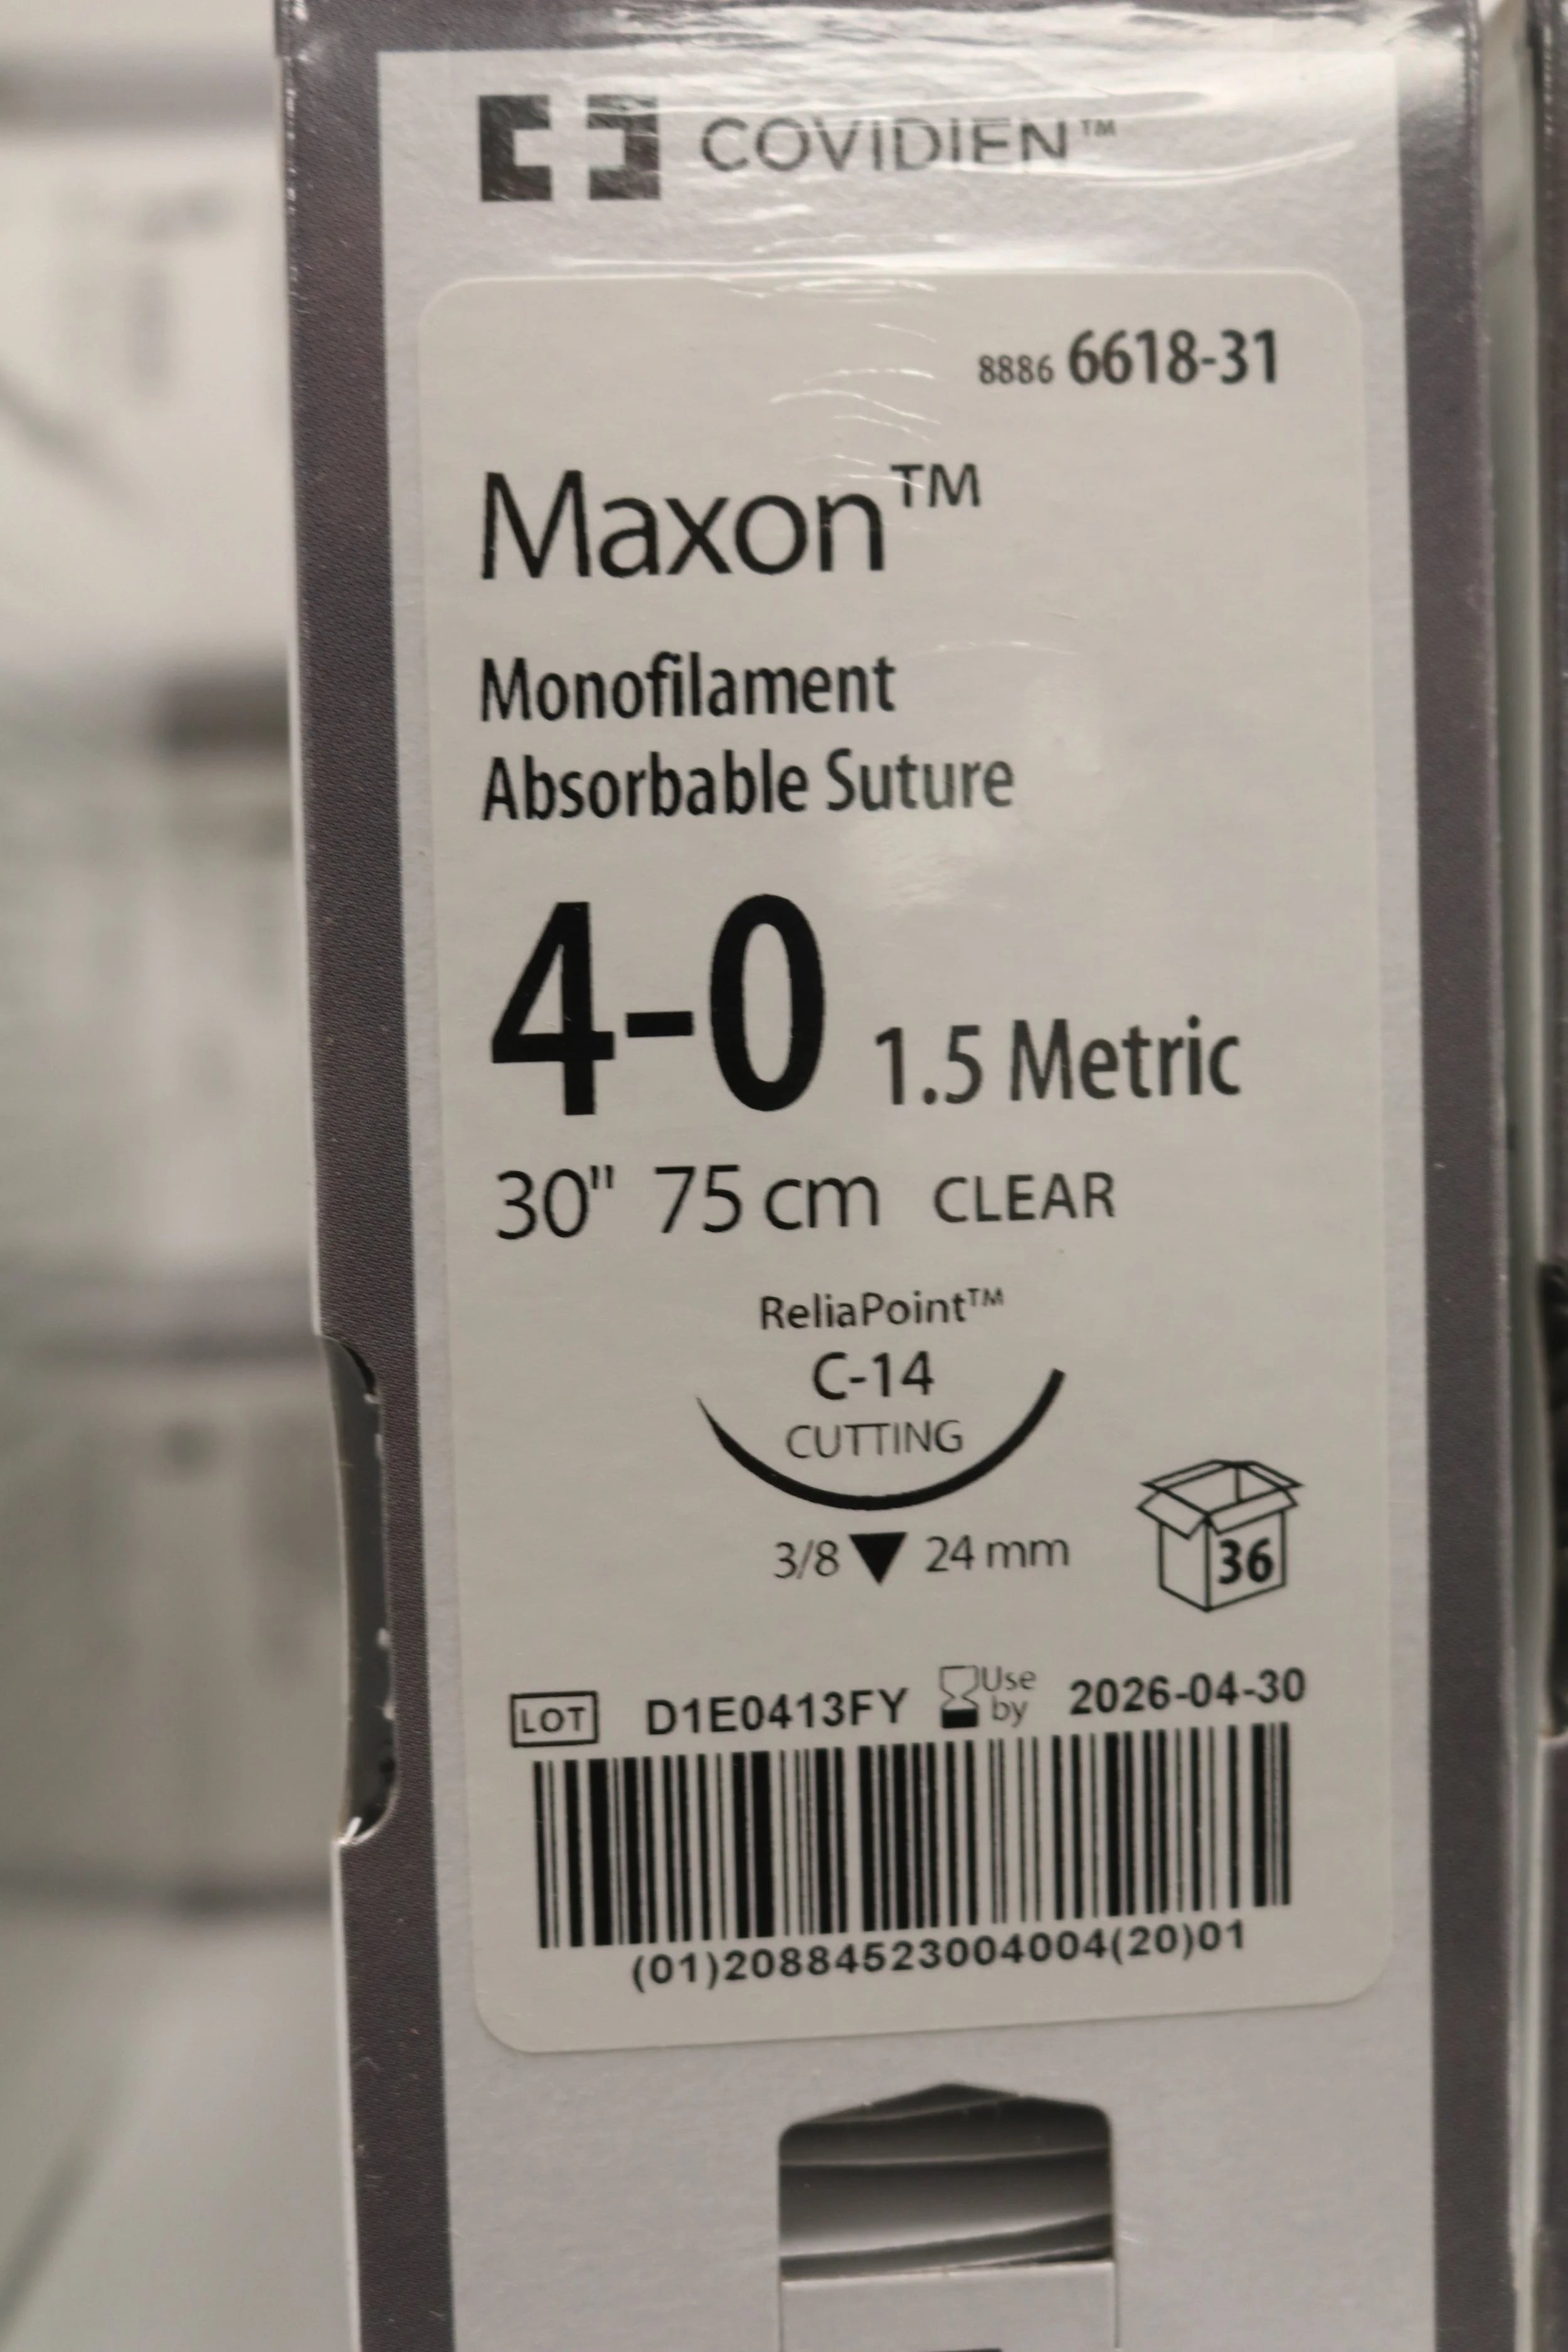 COVIDIEN™
8886 6618-31
Maxon™
Monofilament
Absorbable Suture
4-0 1.5 Metric
30" 75 cm CLEAR
ReliaPoint™
C-14
CUTTING
3/8 24 mm
36
LOT D1E0413FY Use by 2026-04-30
(01)20884523004004(20)01